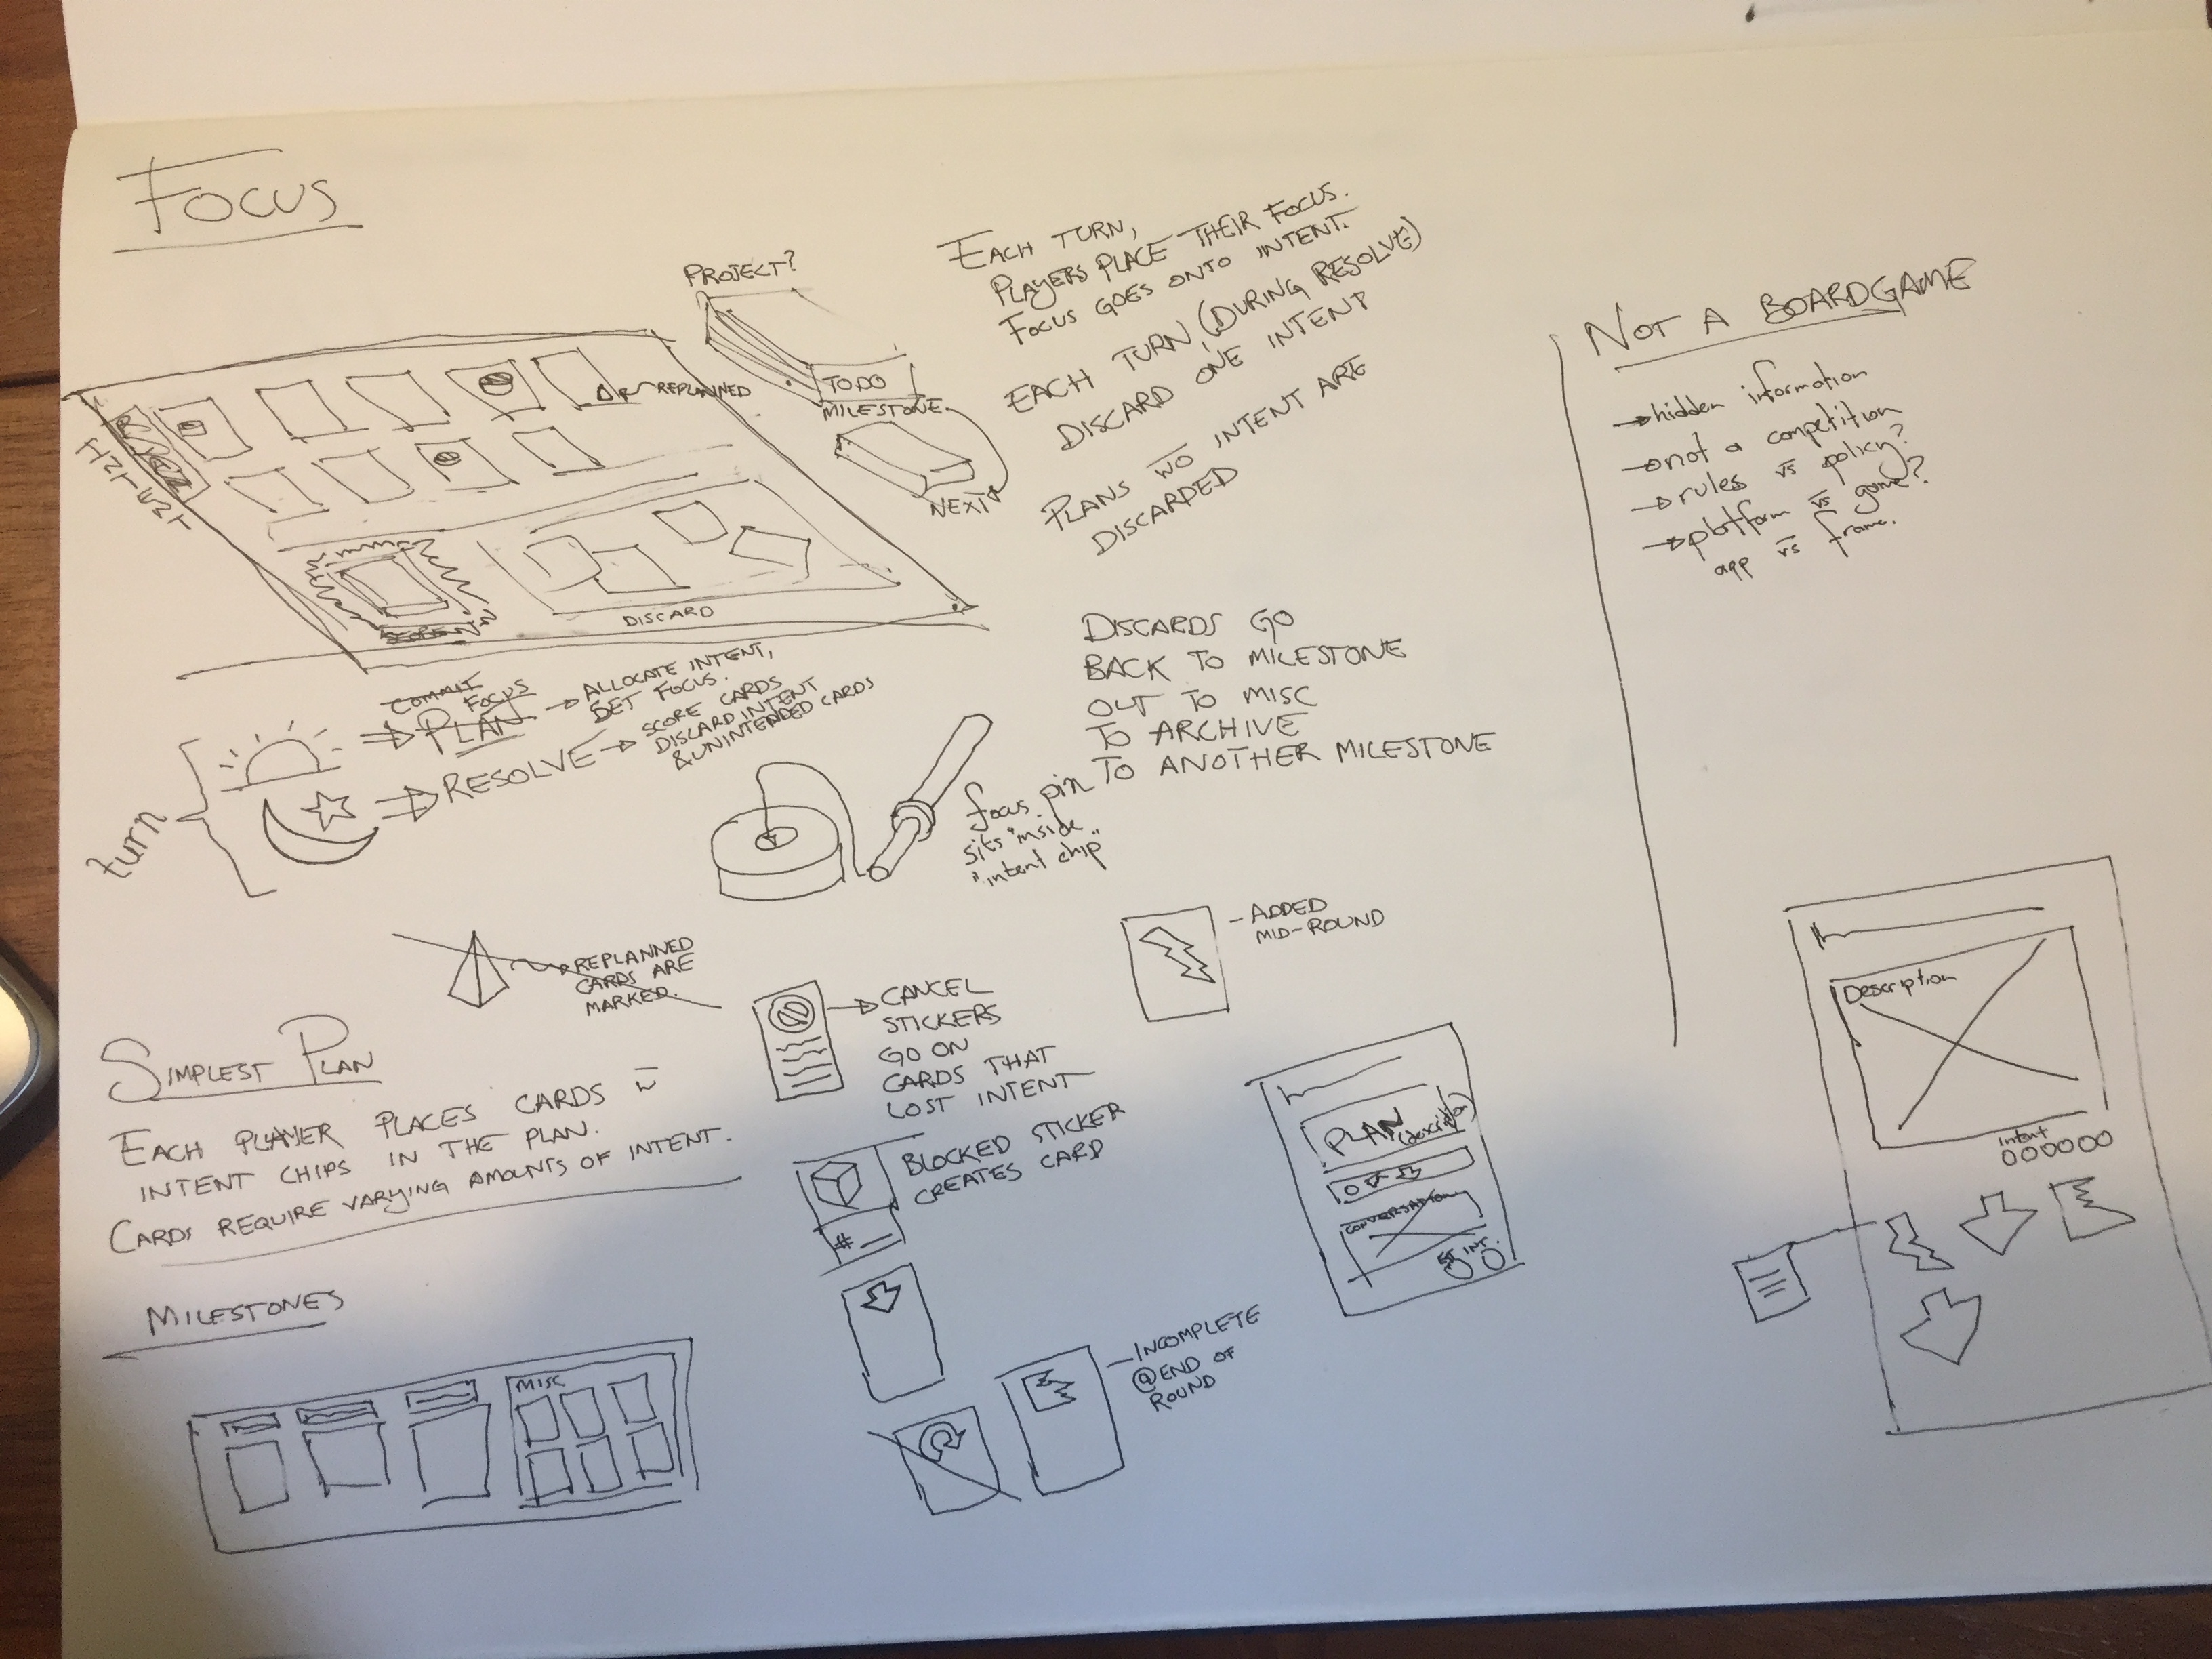 FOCUS
PROJECT?
TODO
MILESTONE
NEXT
REPLANNED
DISCARD
EACH TURN,
PLAYERS PLACE THEIR FOCUS.
FOCUS GOES ONTO INTENT.
EACH TURN, (DURING RESOLVE)
DISCARD ONE INTENT
PLANS WO INTENT ARE
DISCARDED
NOT A BOARDGAME
→ hidden information
→ not a competition
→ rules vs policy?
→ platform vs game?
app vs frame.
DISCARDS GO
BACK TO MILESTONE
OUT TO MISC
TO ARCHIVE
TO ANOTHER MILESTONE
turn
COMMIT
FOCUS
⇒ PLAN → ALLOCATE INTENT,
SET FOCUS.
⇒ RESOLVE → SCORE CARDS
DISCARD INTENT
& UNINTENDED CARDS
focus pin
sits "inside"
"intent chip"
REPLANNED
CARDS ARE
MARKED.
SIMPLEST PLAN
EACH PLAYER PLACES CARDS w
INTENT CHIPS IN THE PLAN.
CARDS REQUIRE VARYING AMOUNTS OF INTENT.
→ CANCEL
STICKERS
GO ON
CARDS THAT
LOST INTENT
- ADDED
MID-ROUND
BLOCKED STICKER
CREATES CARD
#
MILESTONES
MISC
- INCOMPLETE
@ END OF
ROUND
PLAN
CONVERSATION
INT.
Description
intent